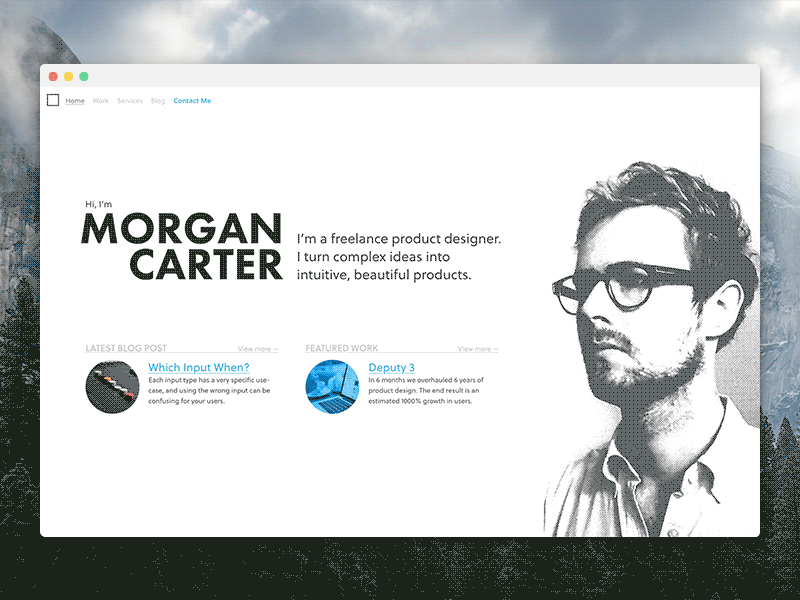 Home Work Services Blog Contact Me
Hi, I'm
MORGAN
CARTER
I'm a freelance product designer.
I turn complex ideas into
intuitive, beautiful products.
LATEST BLOG POST View more –
Which Input When?
Each input type has a very specific use-
case, and using the wrong input can be
confusing for your users.
FEATURED WORK View more –
Deputy 3
In 6 months we overhauled 6 years of
product design. The end result is an
estimated 1000% growth in users.